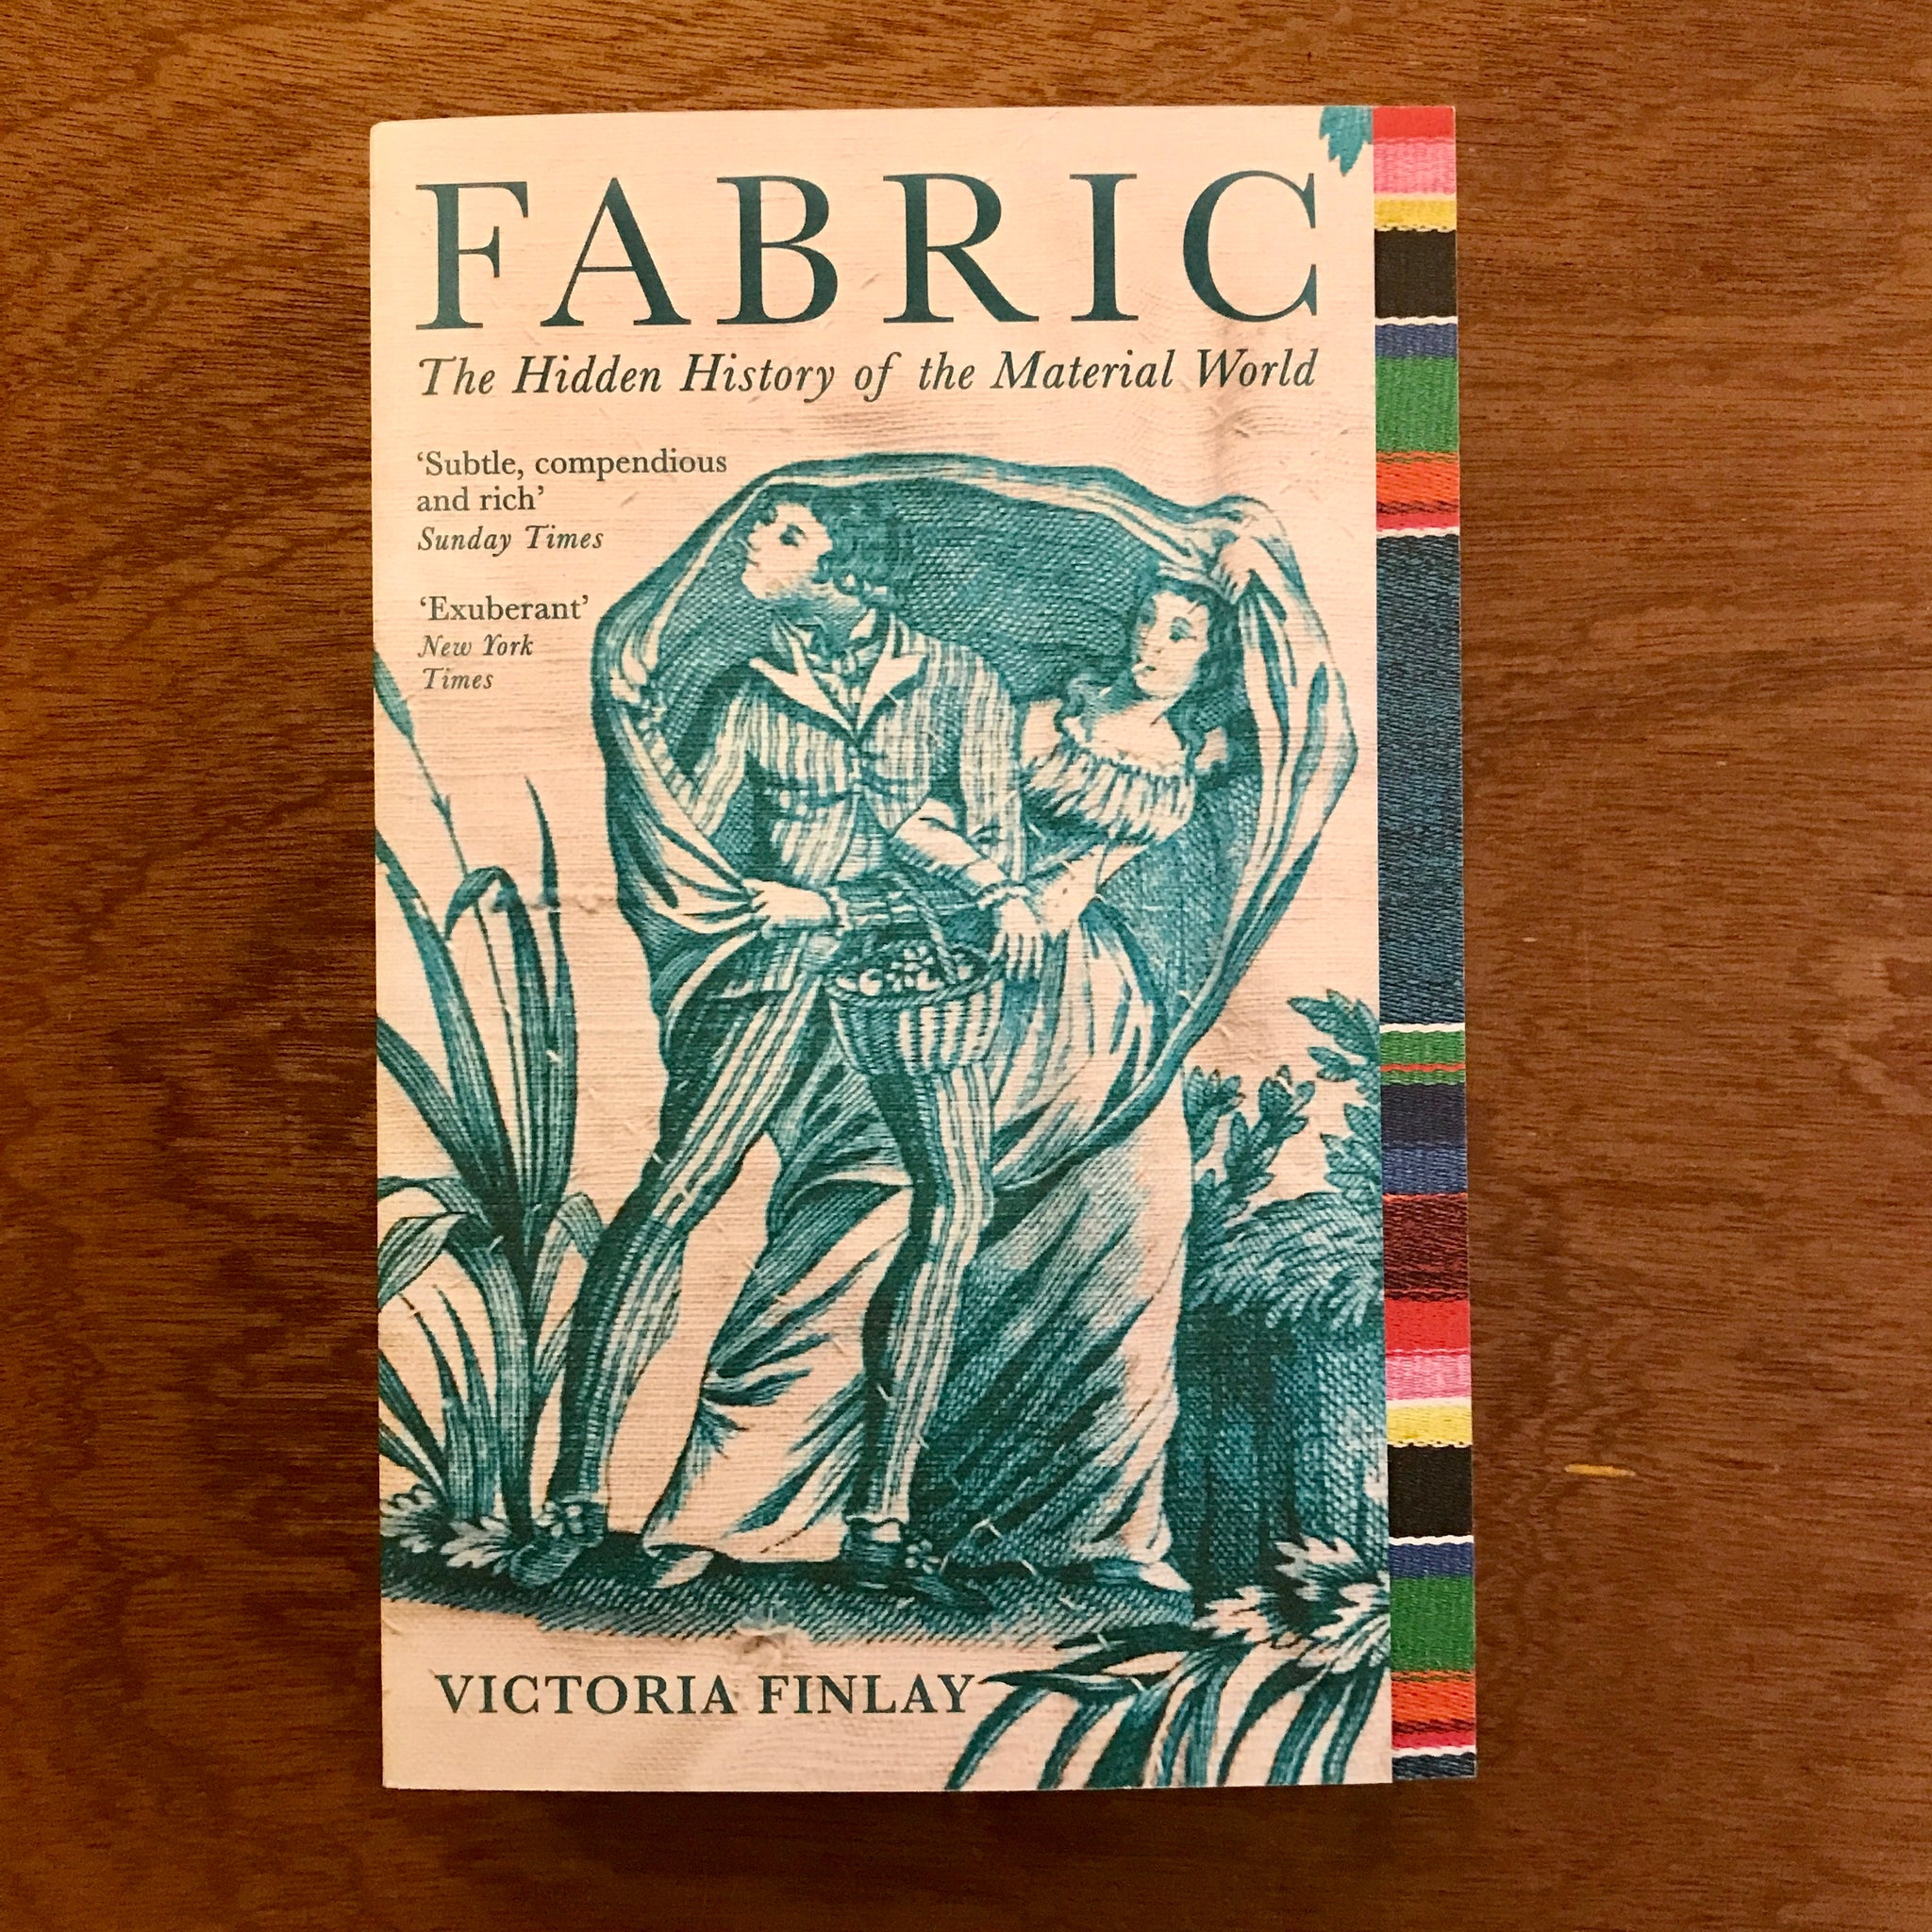 FABRIC
The Hidden History of the Material World
‘Subtle, compendious
and rich’
Sunday Times
‘Exuberant’
New York
Times
VICTORIA FINLAY